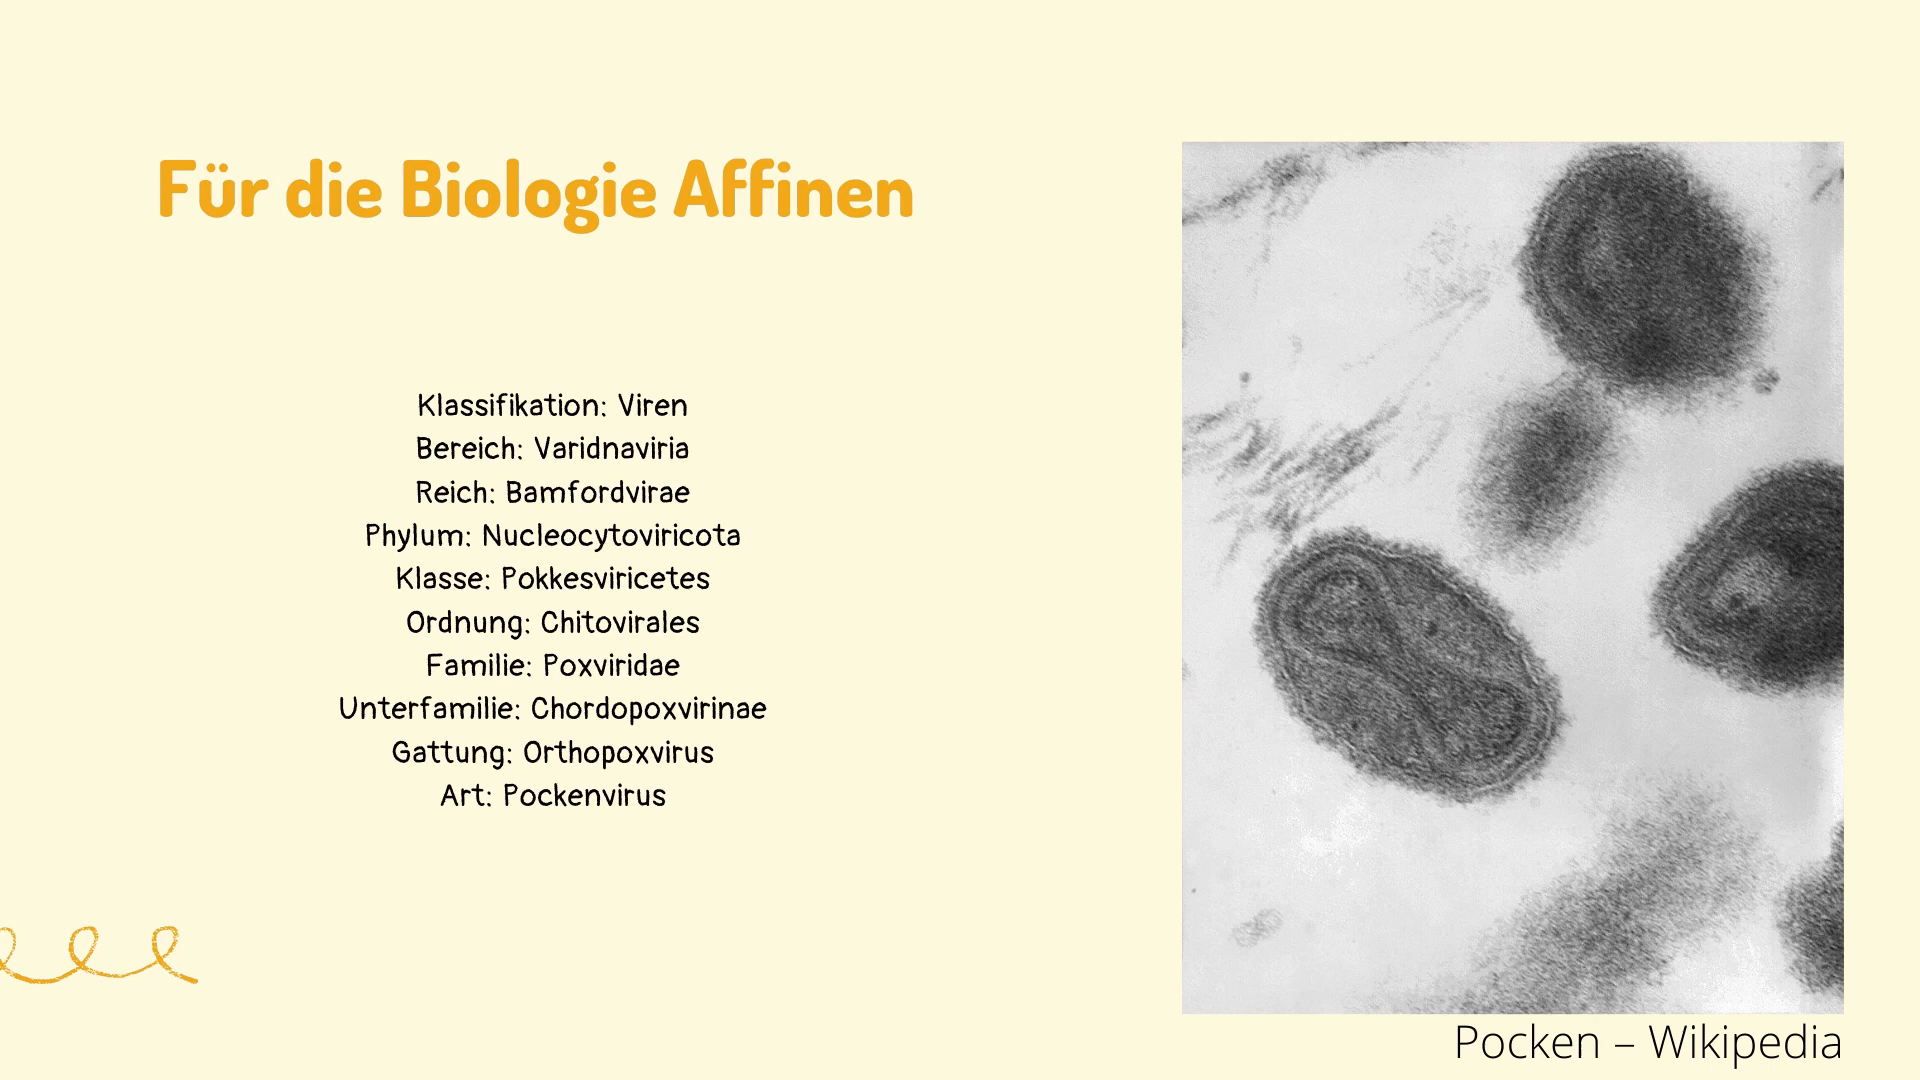 Für die Biologie Affinen
Klassifikation: Viren
Bereich: Varidnaviria
Reich: Bamfordvirae
Phylum: Nucleocytoviricota
Klasse: Pokkesviricetes
Ordnung: Chitovirales
Familie: Poxviridae
Unterfamilie: Chordopoxvirinae
Gattung: Orthopoxvirus
Art: Pockenvirus
Pocken – Wikipedia